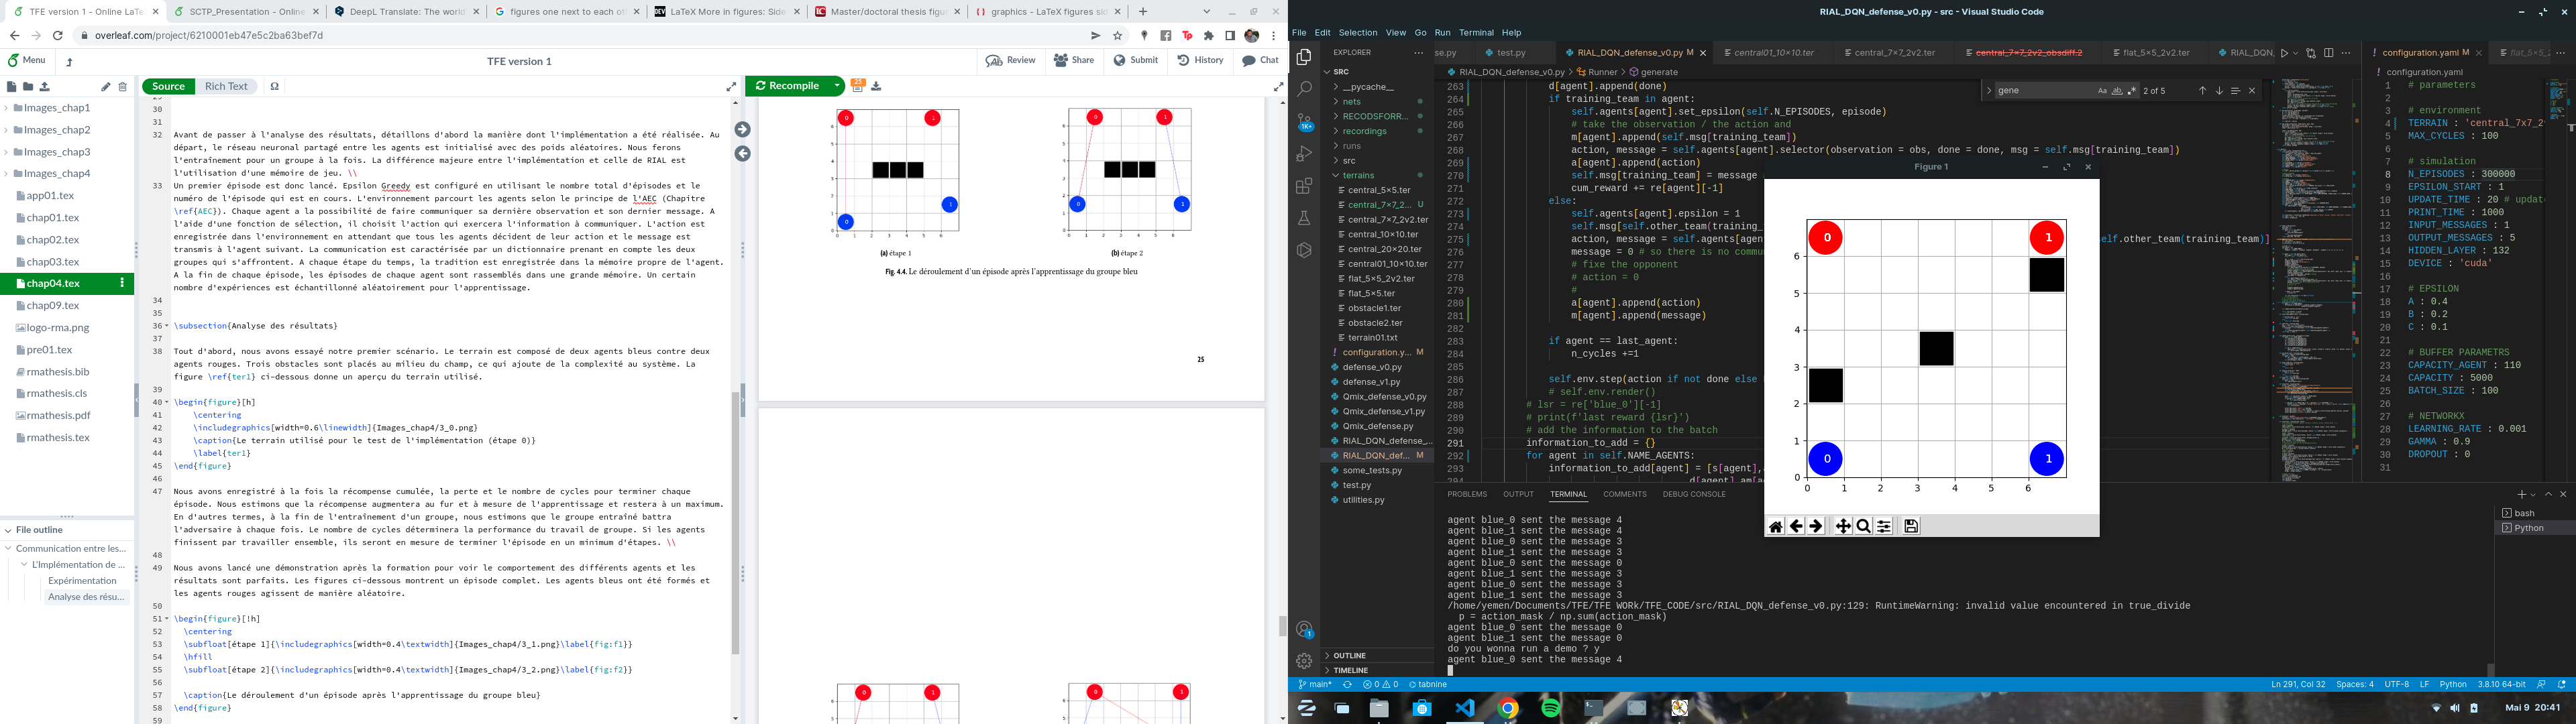 TFE version 1 - Online LaTe
SCTP_Presentation - Online
DeepL Translate: The world
figures one next to each oth
LaTeX More in figures: Side
Master/doctoral thesis figu
graphics - LaTeX figures sid
overleaf.com/project/6210001eb47e5c2ba63bef7d
Menu
TFE version 1
Review
Share
Submit
History
Chat
Source
Rich Text
Recompile
Images_chap1
Images_chap2
Images_chap3
Images_chap4
app01.tex
chap01.tex
chap02.tex
chap03.tex
chap04.tex
chap09.tex
logo-rma.png
pre01.tex
rmathesis.bib
rmathesis.cls
rmathesis.pdf
rmathesis.tex
File outline
Communication entre les...
L'Implémentation de ...
Expérimentation
Analyse des résu...
30
31
32 Avant de passer à l'analyse des résultats, détaillons d'abord la manière dont l'implémentation a été réalisée. Au
départ, le réseau neuronal partagé entre les agents est initialisé avec des poids aléatoires. Nous ferons
l'entraînement pour un groupe à la fois. La différence majeure entre l'implémentation et celle de RIAL est
l'utilisation d'une mémoire de jeu. \\
33 Un premier épisode est donc lancé. Epsilon Greedy est configuré en utilisant le nombre total d'épisodes et le
numéro de l'épisode qui est en cours. L'environnement parcourt les agents selon le principe de l'AEC (Chapitre
\ref{AEC}). Chaque agent a la possibilité de faire communiquer sa dernière observation et son dernier message. A
l'aide d'une fonction de sélection, il choisit l'action qui exercera l'information à communiquer. L'action est
enregistrée dans l'environnement en attendant que tous les agents décident de leur action et le message est
transmis à l'agent suivant. La communication est caractérisée par un dictionnaire prenant en compte les deux
groupes qui s'affrontent. A chaque étape du temps, la tradition est enregistrée dans la mémoire propre de l'agent.
A la fin de chaque épisode, les épisodes de chaque agent sont rassemblés dans une grande mémoire. Un certain
nombre d'expériences est échantillonné aléatoirement pour l'apprentissage.
34
35
36 \subsection{Analyse des résultats}
37
38 Tout d'abord, nous avons essayé notre premier scénario. Le terrain est composé de deux agents bleus contre deux
agents rouges. Trois obstacles sont placés au milieu du champ, ce qui ajoute de la complexité au système. La
figure \ref{ter1} ci-dessous donne un aperçu du terrain utilisé.
39
40 \begin{figure}[h]
41 \centering
42 \includegraphics[width=0.6\linewidth]{Images_chap4/3_0.png}
43 \caption{Le terrain utilisé pour le test de l'implémentation (étape 0)}
44 \label{ter1}
45 \end{figure}
46
47 Nous avons enregistré à la fois la récompense cumulée, la perte et le nombre de cycles pour terminer chaque
épisode. Nous estimons que la récompense augmentera au fur et à mesure de l'apprentissage et restera à un maximum.
En d'autres termes, à la fin de l'entraînement d'un groupe, nous estimons que le groupe entraîné battra
l'adversaire à chaque fois. Le nombre de cycles déterminera la performance du travail de groupe. Si les agents
finissent par travailler ensemble, ils seront en mesure de terminer l'épisode en un minimum d'étapes. \\
48
49 Nous avons lancé une démonstration après la formation pour voir le comportement des différents agents et les
résultats sont parfaits. Les figures ci-dessous montrent un épisode complet. Les agents bleus ont été formés et
les agents rouges agissent de manière aléatoire.
50
51 \begin{figure}[!h]
52 \centering
53 \subfloat[étape 1]{\includegraphics[width=0.4\textwidth]{Images_chap4/3_1.png}\label{fig:f1}}
54 \hfill
55 \subfloat[étape 2]{\includegraphics[width=0.4\textwidth]{Images_chap4/3_2.png}\label{fig:f2}}
56
57 \caption{Le déroulement d'un épisode après l'apprentissage du groupe bleu}
58 \end{figure}
59
(a) étape 1
(b) étape 2
Fig. 4.4. Le déroulement d'un épisode après l'apprentissage du groupe bleu
25
RIAL_DQN_defense_v0.py - src - Visual Studio Code
File Edit Selection View Go Run Terminal Help
EXPLORER
SRC
__pycache__
nets
RECODSFORR...
recordings
runs
src
terrains
central_5×5.ter
central_7×7_2... U
central_7×7_2v2.ter
central_10×10.ter
central_20×20.ter
central01_10×10.ter
flat_5×5_2v2.ter
flat_5×5.ter
obstacle1.ter
obstacle2.ter
terrain01.txt
configuration.y... M
defense_v0.py
defense_v1.py
Qmix_defense_v0.py
Qmix_defense_v1.py
Qmix_defense.py
RIAL_DQN_defense_...
RIAL_DQN_def... M
some_tests.py
test.py
utilities.py
OUTLINE
TIMELINE
se.py
test.py
RIAL_DQN_defense_v0.py M
central01_10×10.ter
central_7×7_2v2.ter
central_7×7_2v2_obsdiff.2
flat_5×5_2v2.ter
RIAL_DQN_
RIAL_DQN_defense_v0.py > Runner > generate
gene
2 of 5
263 d[agent].append(done)
264 if training_team in agent:
265 self.agents[agent].set_epsilon(self.N_EPISODES, episode)
266 # take the observation / the action and
267 m[agent].append(self.msg[training_team])
268 action, message = self.agents[agent].selector(observation = obs, done = done, msg = self.msg[training_team])
269 a[agent].append(action)
270 self.msg[training_team] = message
271 cum_reward += re[agent][-1]
272 else:
273 self.agents[agent].epsilon = 1
274 self.msg[self.other_team(training_
275 action, message = self.agents[agen self.other_team(training_team)]
276 message = 0 # so there is no commu
277 # fixe the opponent
278 # action = 0
279 #
280 a[agent].append(action)
281 m[agent].append(message)
282
283 if agent == last_agent:
284 n_cycles +=1
285
286 self.env.step(action if not done else
287 # self.env.render()
288 # lsr = re['blue_0'][-1]
289 # print(f'last reward {lsr}')
290 # add the information to the batch
291 information_to_add = {}
292 for agent in self.NAME_AGENTS:
293 information_to_add[agent] = [s[agent],
Figure 1
0 1
0 1
6
5
4
3
2
1
0
0 1 2 3 4 5 6
configuration.yaml M
configuration.yaml
1 # parameters
2
3 # environment
4 TERRAIN : 'central_7x7_2v
5 MAX_CYCLES : 100
6
7 # simulation
8 N_EPISODES : 300000
9 EPSILON_START : 1
10 UPDATE_TIME : 20 # updat
11 PRINT_TIME : 1000
12 INPUT_MESSAGES : 1
13 OUTPUT_MESSAGES : 5
14 HIDDEN_LAYER : 132
15 DEVICE : 'cuda'
16
17 # EPSILON
18 A : 0.4
19 B : 0.2
20 C : 0.1
21
22 # BUFFER PARAMETRS
23 CAPACITY_AGENT : 110
24 CAPACITY : 5000
25 BATCH_SIZE : 100
26
27 # NETWORKX
28 LEARNING_RATE : 0.001
29 GAMMA : 0.9
30 DROPOUT : 0
31
PROBLEMS OUTPUT TERMINAL COMMENTS DEBUG CONSOLE
agent blue_0 sent the message 4
agent blue_1 sent the message 4
agent blue_0 sent the message 3
agent blue_1 sent the message 3
agent blue_0 sent the message 0
agent blue_1 sent the message 3
agent blue_0 sent the message 3
agent blue_1 sent the message 3
/home/yemen/Documents/TFE/TFE WORk/TFE_CODE/src/RIAL_DQN_defense_v0.py:129: RuntimeWarning: invalid value encountered in true_divide
p = action_mask / np.sum(action_mask)
agent blue_0 sent the message 0
agent blue_1 sent the message 0
do you wonna run a demo ? y
agent blue_0 sent the message 4
bash
Python
main* 0 0 tabnine
Ln 291, Col 32 Spaces: 4 UTF-8 LF Python 3.8.10 64-bit
Mai 9 20:41